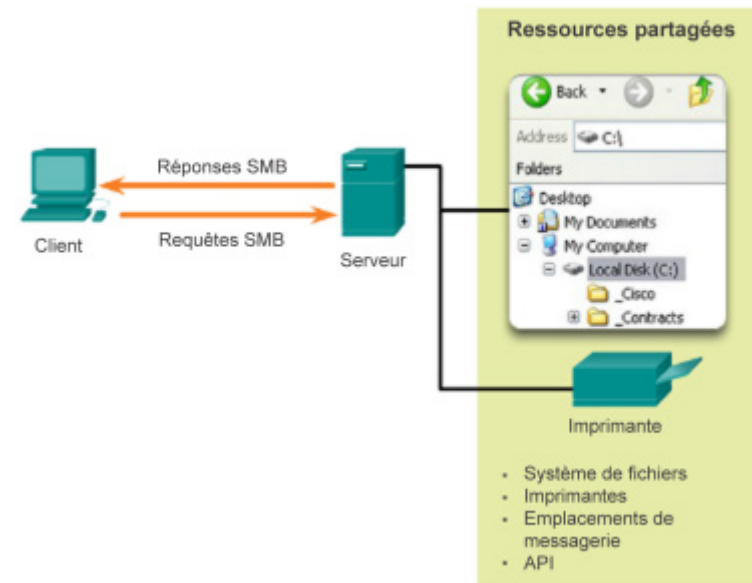 Ressources partagées
Back
Address C:\
Folders
Desktop
My Documents
My Computer
Local Disk (C:)
_Cisco
_Contracts
Réponses SMB
Requêtes SMB
Client
Serveur
Imprimante
• Système de fichiers
• Imprimantes
• Emplacements de
messagerie
• API